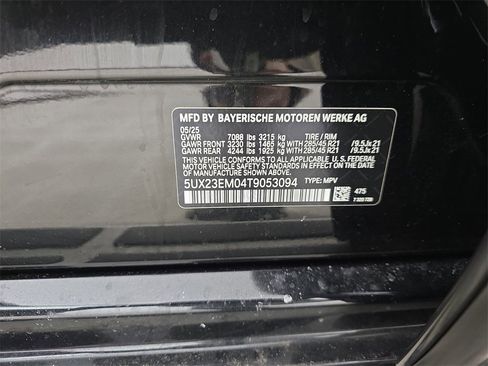 MFD BY BAYERISCHE MOTOREN WERKE AG
05/25
GVWR 7088 lbs 3215 kg TIRE / RIM
GAWR FRONT 3230 lbs 1465 kg WITH 285/45 R21 / 9.5Jx21
GAWR REAR 4244 lbs 1925 kg WITH 285/45 R21 / 9.5Jx21
THIS VEHICLE CONFORMS TO ALL APPLICABLE U. S. FEDERAL
MOTOR VEHICLE SAFETY STANDARDS IN EFFECT ON THE
DATE OF MANUFACTURE SHOWN ABOVE.
5UX23EM04T9053094 TYPE: MPV
475